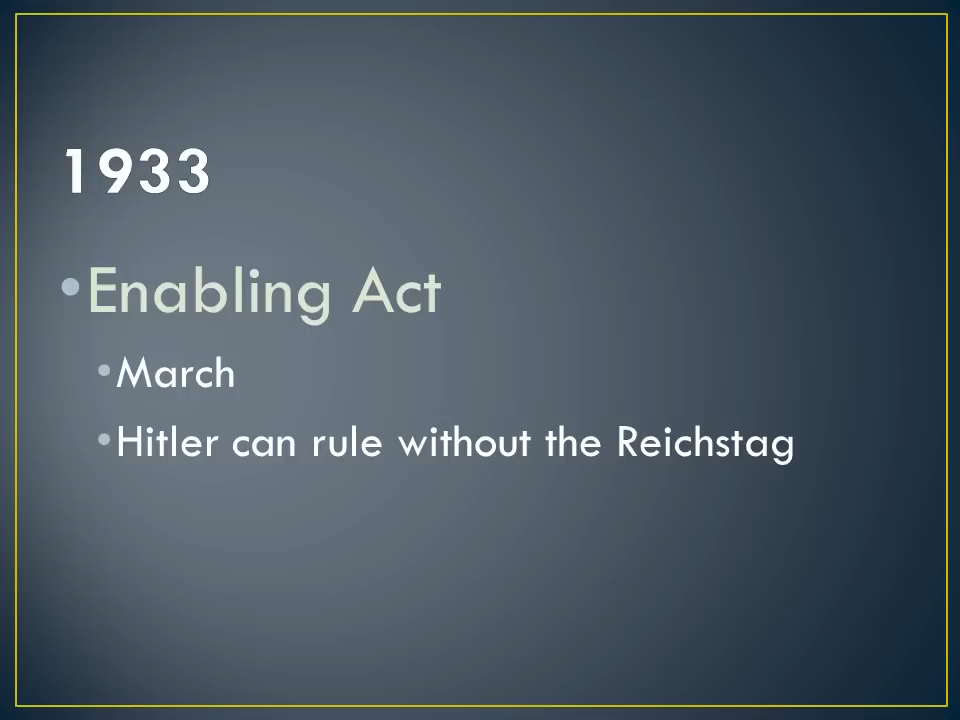 1933
•Enabling Act
•March
•Hitler can rule without the Reichstag